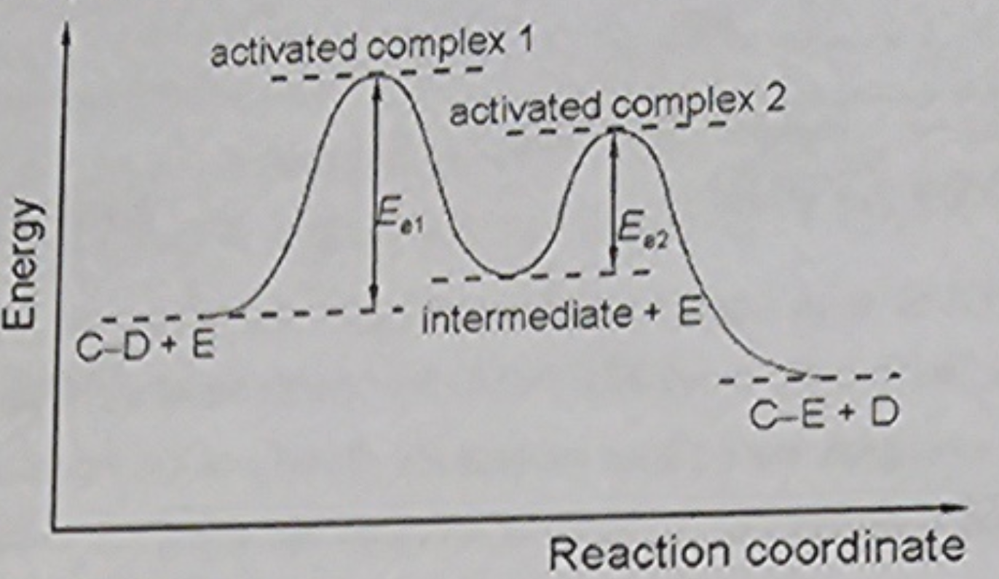 activated complex 1
activated complex 2
Energy
Ea1
Ea2
C–D + E
intermediate + E
C–E + D
Reaction coordinate